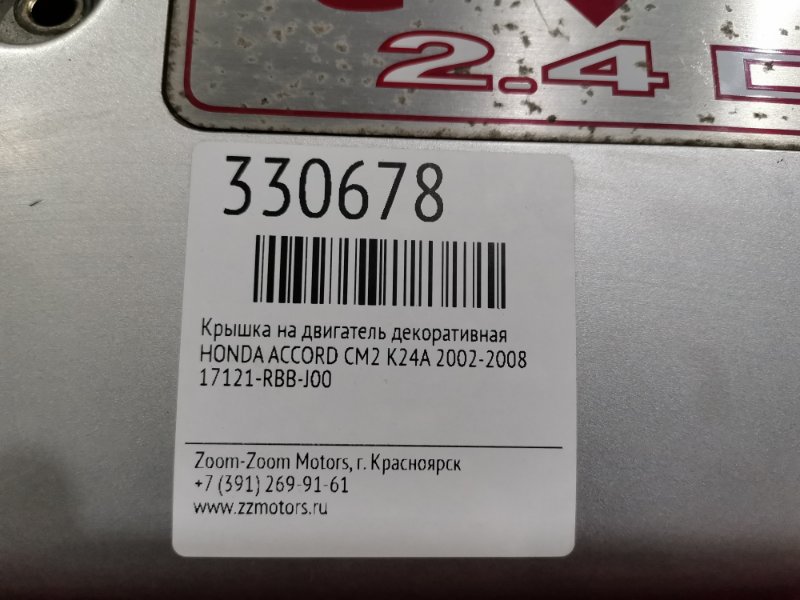 2.4
330678
Крышка на двигатель декоративная
HONDA ACCORD CM2 K24A 2002-2008
17121-RBB-J00
Zoom-Zoom Motors, г. Красноярск
+7 (391) 269-91-61
www.zzmotors.ru